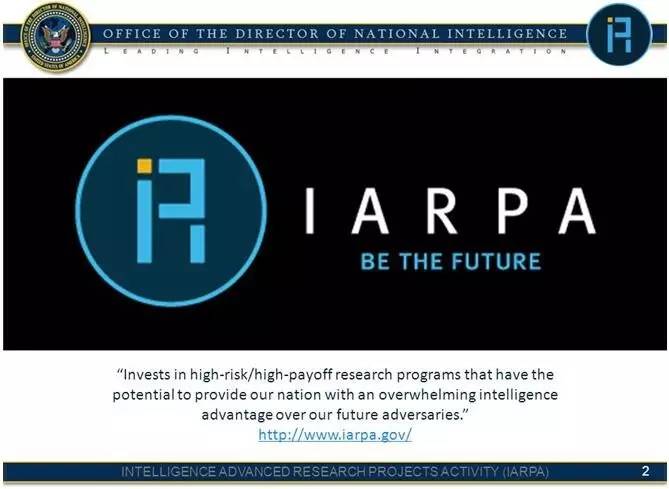 OFFICE OF THE DIRECTOR OF NATIONAL INTELLIGENCE
LEADING INTELLIGENCE INTEGRATION
IARPA
BE THE FUTURE
“Invests in high-risk/high-payoff research programs that have the
potential to provide our nation with an overwhelming intelligence
advantage over our future adversaries.”
http://www.iarpa.gov/
INTELLIGENCE ADVANCED RESEARCH PROJECTS ACTIVITY (IARPA) 2